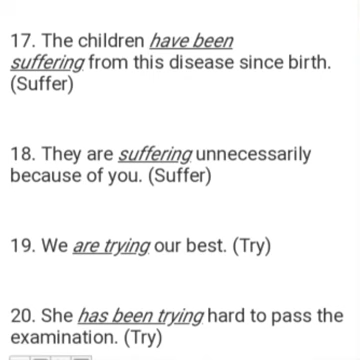 17. The children have been
suffering from this disease since birth.
(Suffer)
18. They are suffering unnecessarily
because of you. (Suffer)
19. We are trying our best. (Try)
20. She has been trying hard to pass the
examination. (Try)